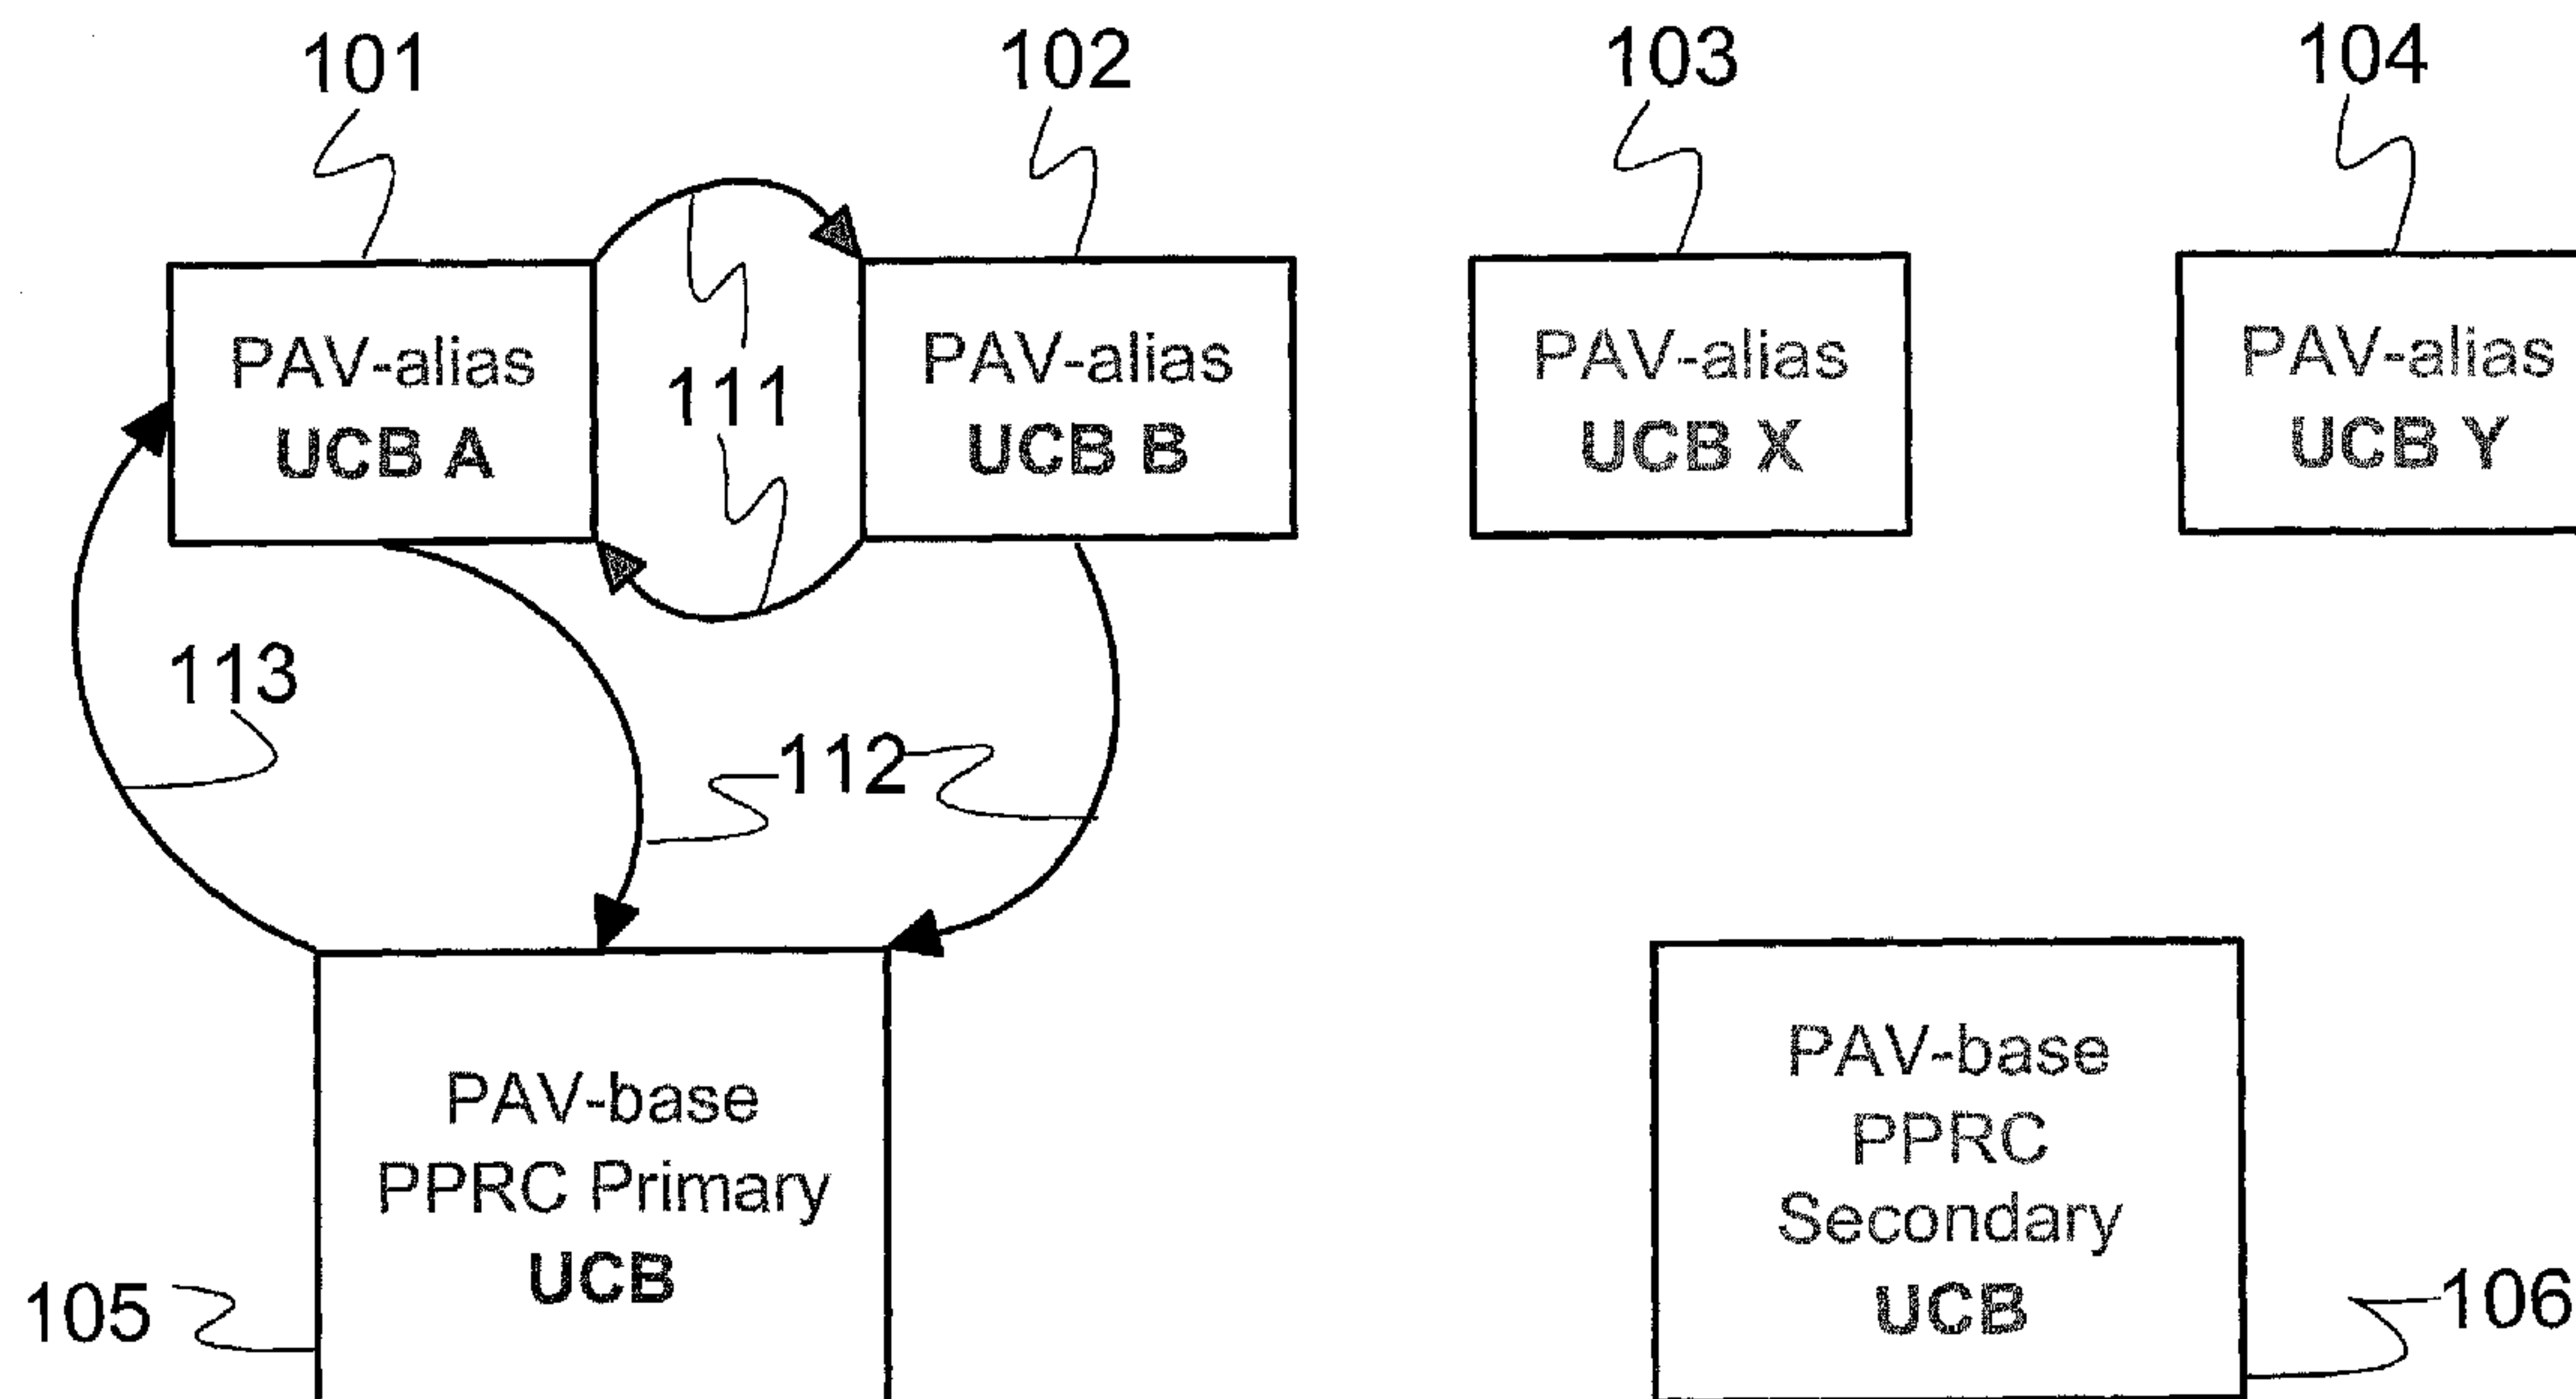 101
102
103
104
PAV-alias
UCB A
111
PAV-alias
UCB B
PAV-alias
UCB X
PAV-alias
UCB Y
113
112
PAV-base
PPRC Primary
UCB
105
PAV-base
PPRC
Secondary
UCB
106